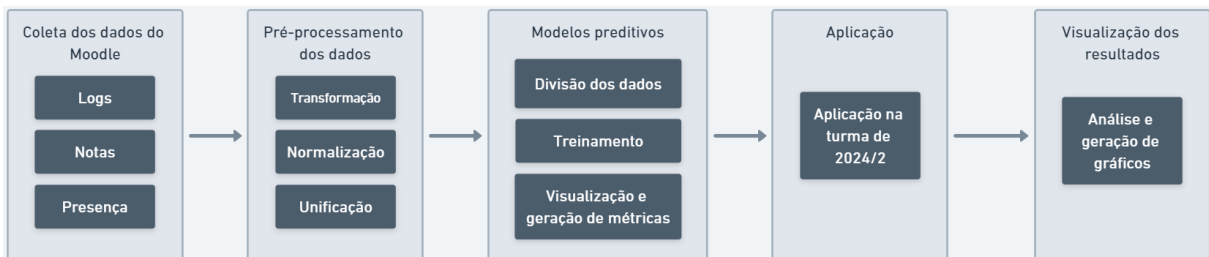 Coleta dos dados do
Moodle
Logs
Notas
Presença
Pré-processamento
dos dados
Transformação
Normalização
Unificação
Modelos preditivos
Divisão dos dados
Treinamento
Visualização e
geração de métricas
Aplicação
Aplicação na
turma de
2024/2
Visualização dos
resultados
Análise e
geração de
gráficos